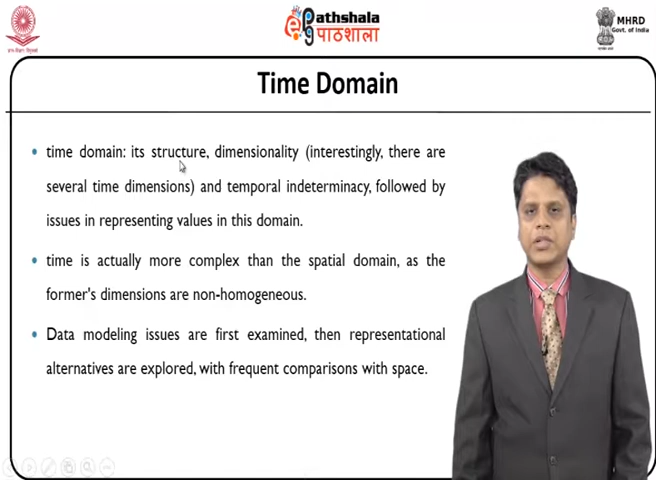 ePathshala
पाठशाला
MHRD
Govt. of India
Time Domain
time domain: its structure, dimensionality (interestingly, there are
several time dimensions) and temporal indeterminacy, followed by
issues in representing values in this domain.
time is actually more complex than the spatial domain, as the
former's dimensions are non-homogeneous.
Data modeling issues are first examined, then representational
alternatives are explored, with frequent comparisons with space.